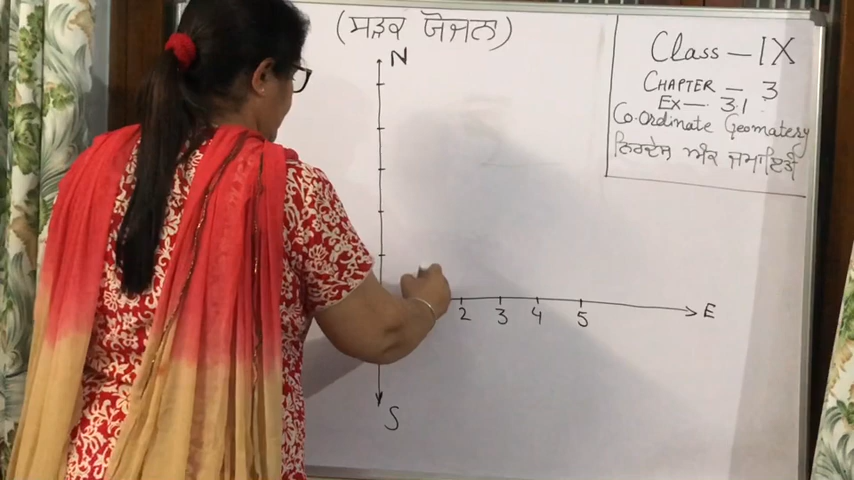 (ਸੜਕ ਯੋਜਨਾ)
N
Class — IX
CHAPTER — 3
EX— 3.1
Co-Ordinate Geomatery
ਨਿਰਦੇਸ਼ ਅੰਕ ਜਮਾਇਤੀ
2 3 4 5
E
S